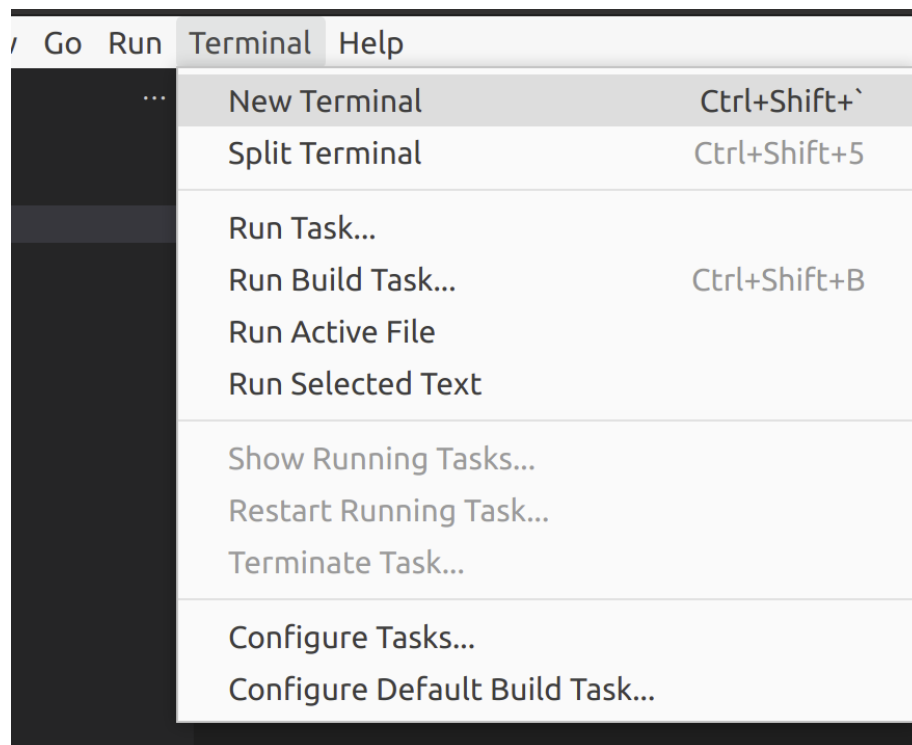 Go Run Terminal Help
...
New Terminal Ctrl+Shift+`
Split Terminal Ctrl+Shift+5
Run Task...
Run Build Task... Ctrl+Shift+B
Run Active File
Run Selected Text
Show Running Tasks...
Restart Running Task...
Terminate Task...
Configure Tasks...
Configure Default Build Task...